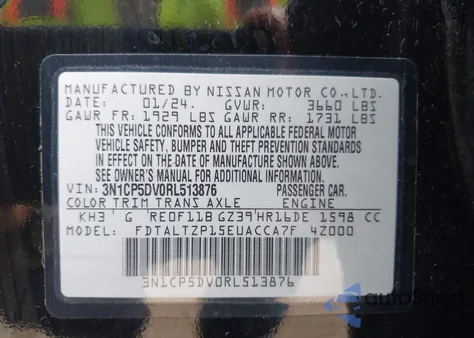 MANUFACTURED BY NISSAN MOTOR CO.,LTD.
DATE: 01/24. GVWR: 3660 LBS
GAWR FR: 1929 LBS GAWR RR: 1731 LBS
THIS VEHICLE CONFORMS TO ALL APPLICABLE FEDERAL MOTOR
VEHICLE SAFETY, BUMPER AND THEFT PREVENTION STANDARDS
IN EFFECT ON THE DATE OF MANUFACTURE SHOWN ABOVE.
SEE OWNER'S MANUAL FOR ADDITIONAL INFORMATION.
VIN: 3N1CP5DV0RL513876 PASSENGER CAR.
COLOR TRIM TRANS AXLE ENGINE
KH3 G RE0F11B GZ39 HR16DE 1598 CC
MODEL: FDTALTZP15EUACCA7F 4Z000
3N1CP5DV0RL513876